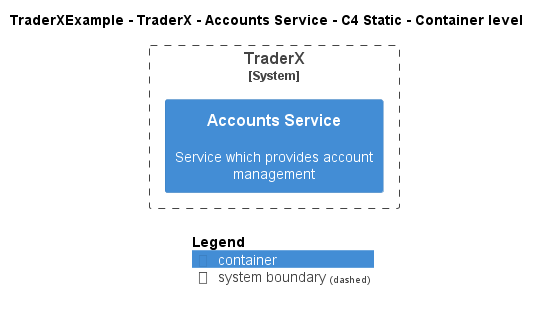 TraderXExample - TraderX - Accounts Service - C4 Static - Container level
TraderX
[System]
Accounts Service
Service which provides account
management
Legend
container
system boundary (dashed)